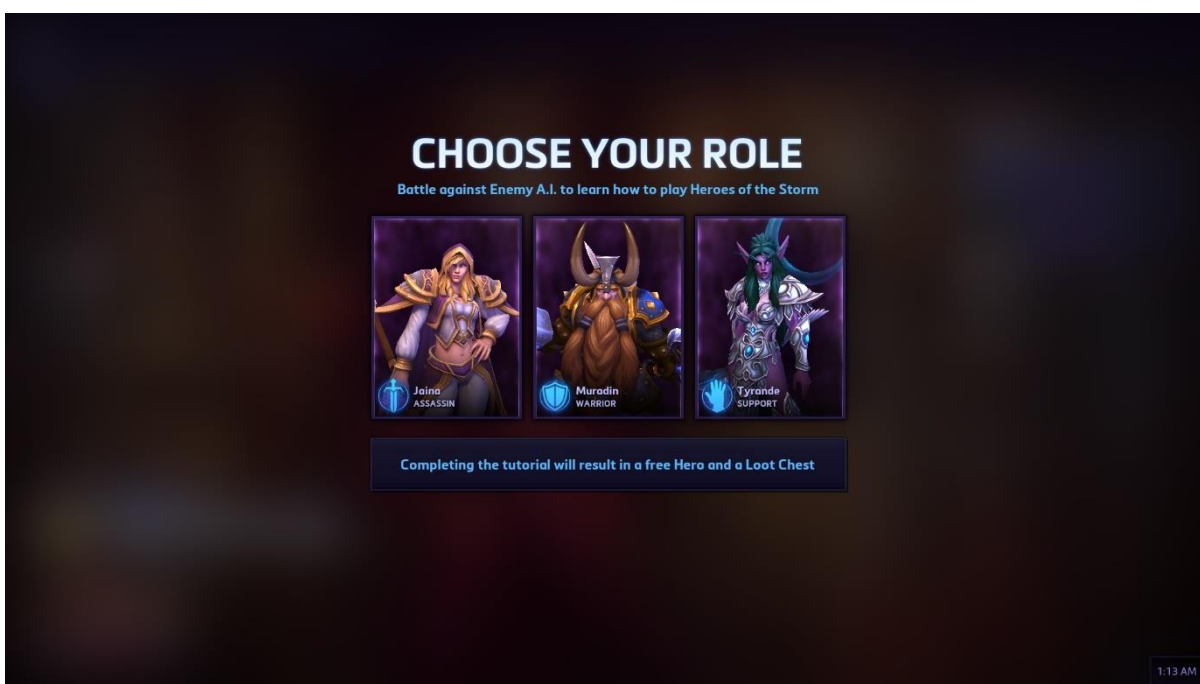 CHOOSE YOUR ROLE
Battle against Enemy A.I. to learn how to play Heroes of the Storm
Jaina
ASSASSIN
Muradin
WARRIOR
Tyrande
SUPPORT
Completing the tutorial will result in a free Hero and a Loot Chest
1:13 AM